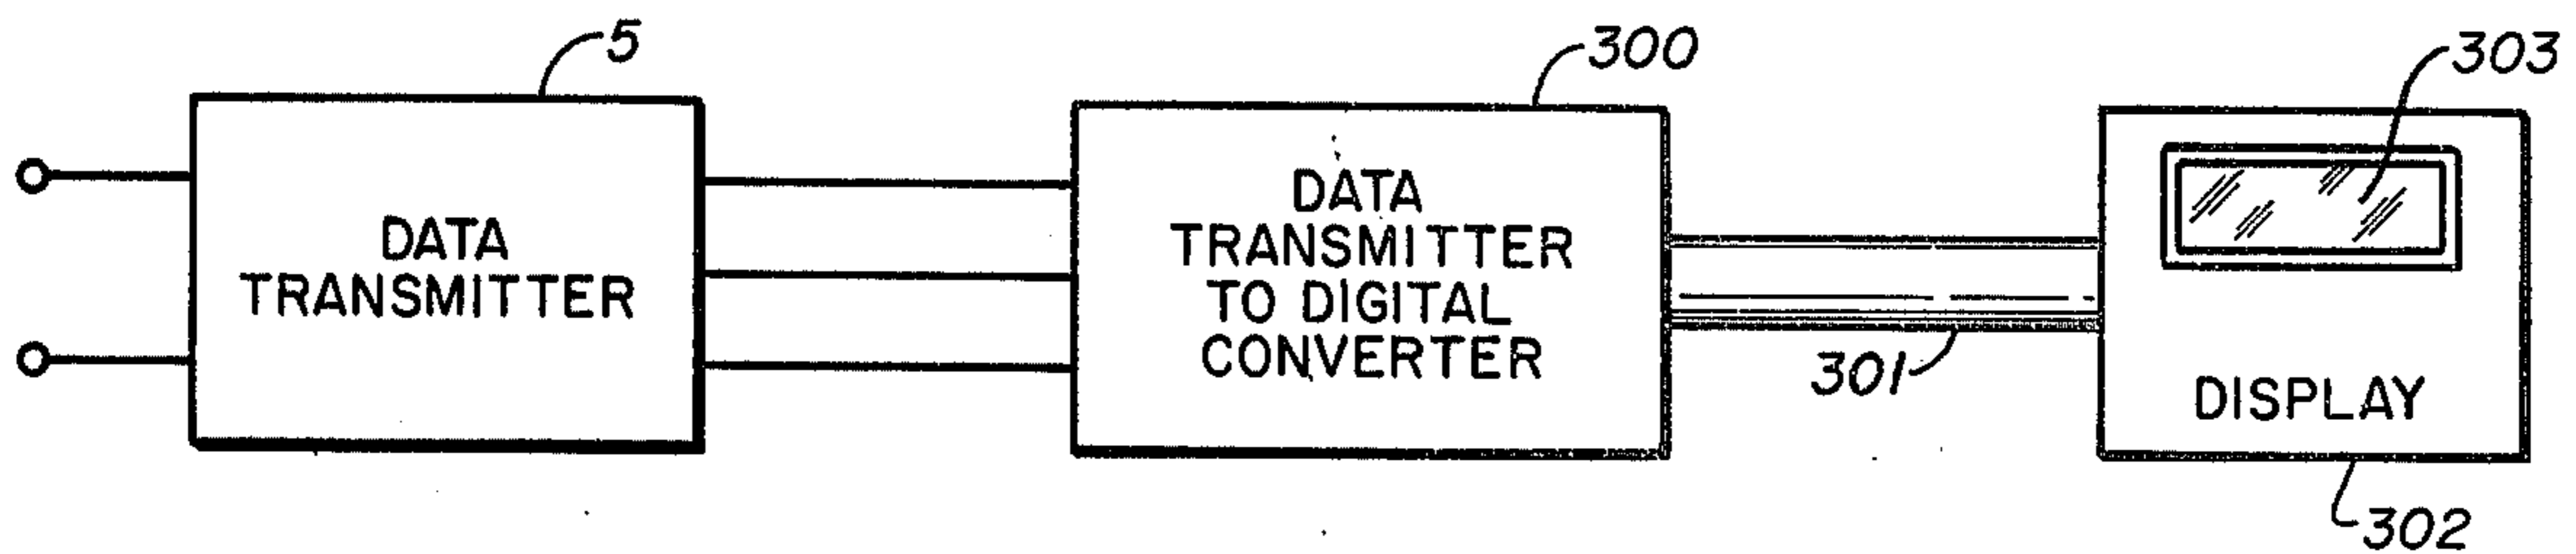 5
300
303
DATA
TRANSMITTER
DATA
TRANSMITTER
TO DIGITAL
CONVERTER
301
DISPLAY
302